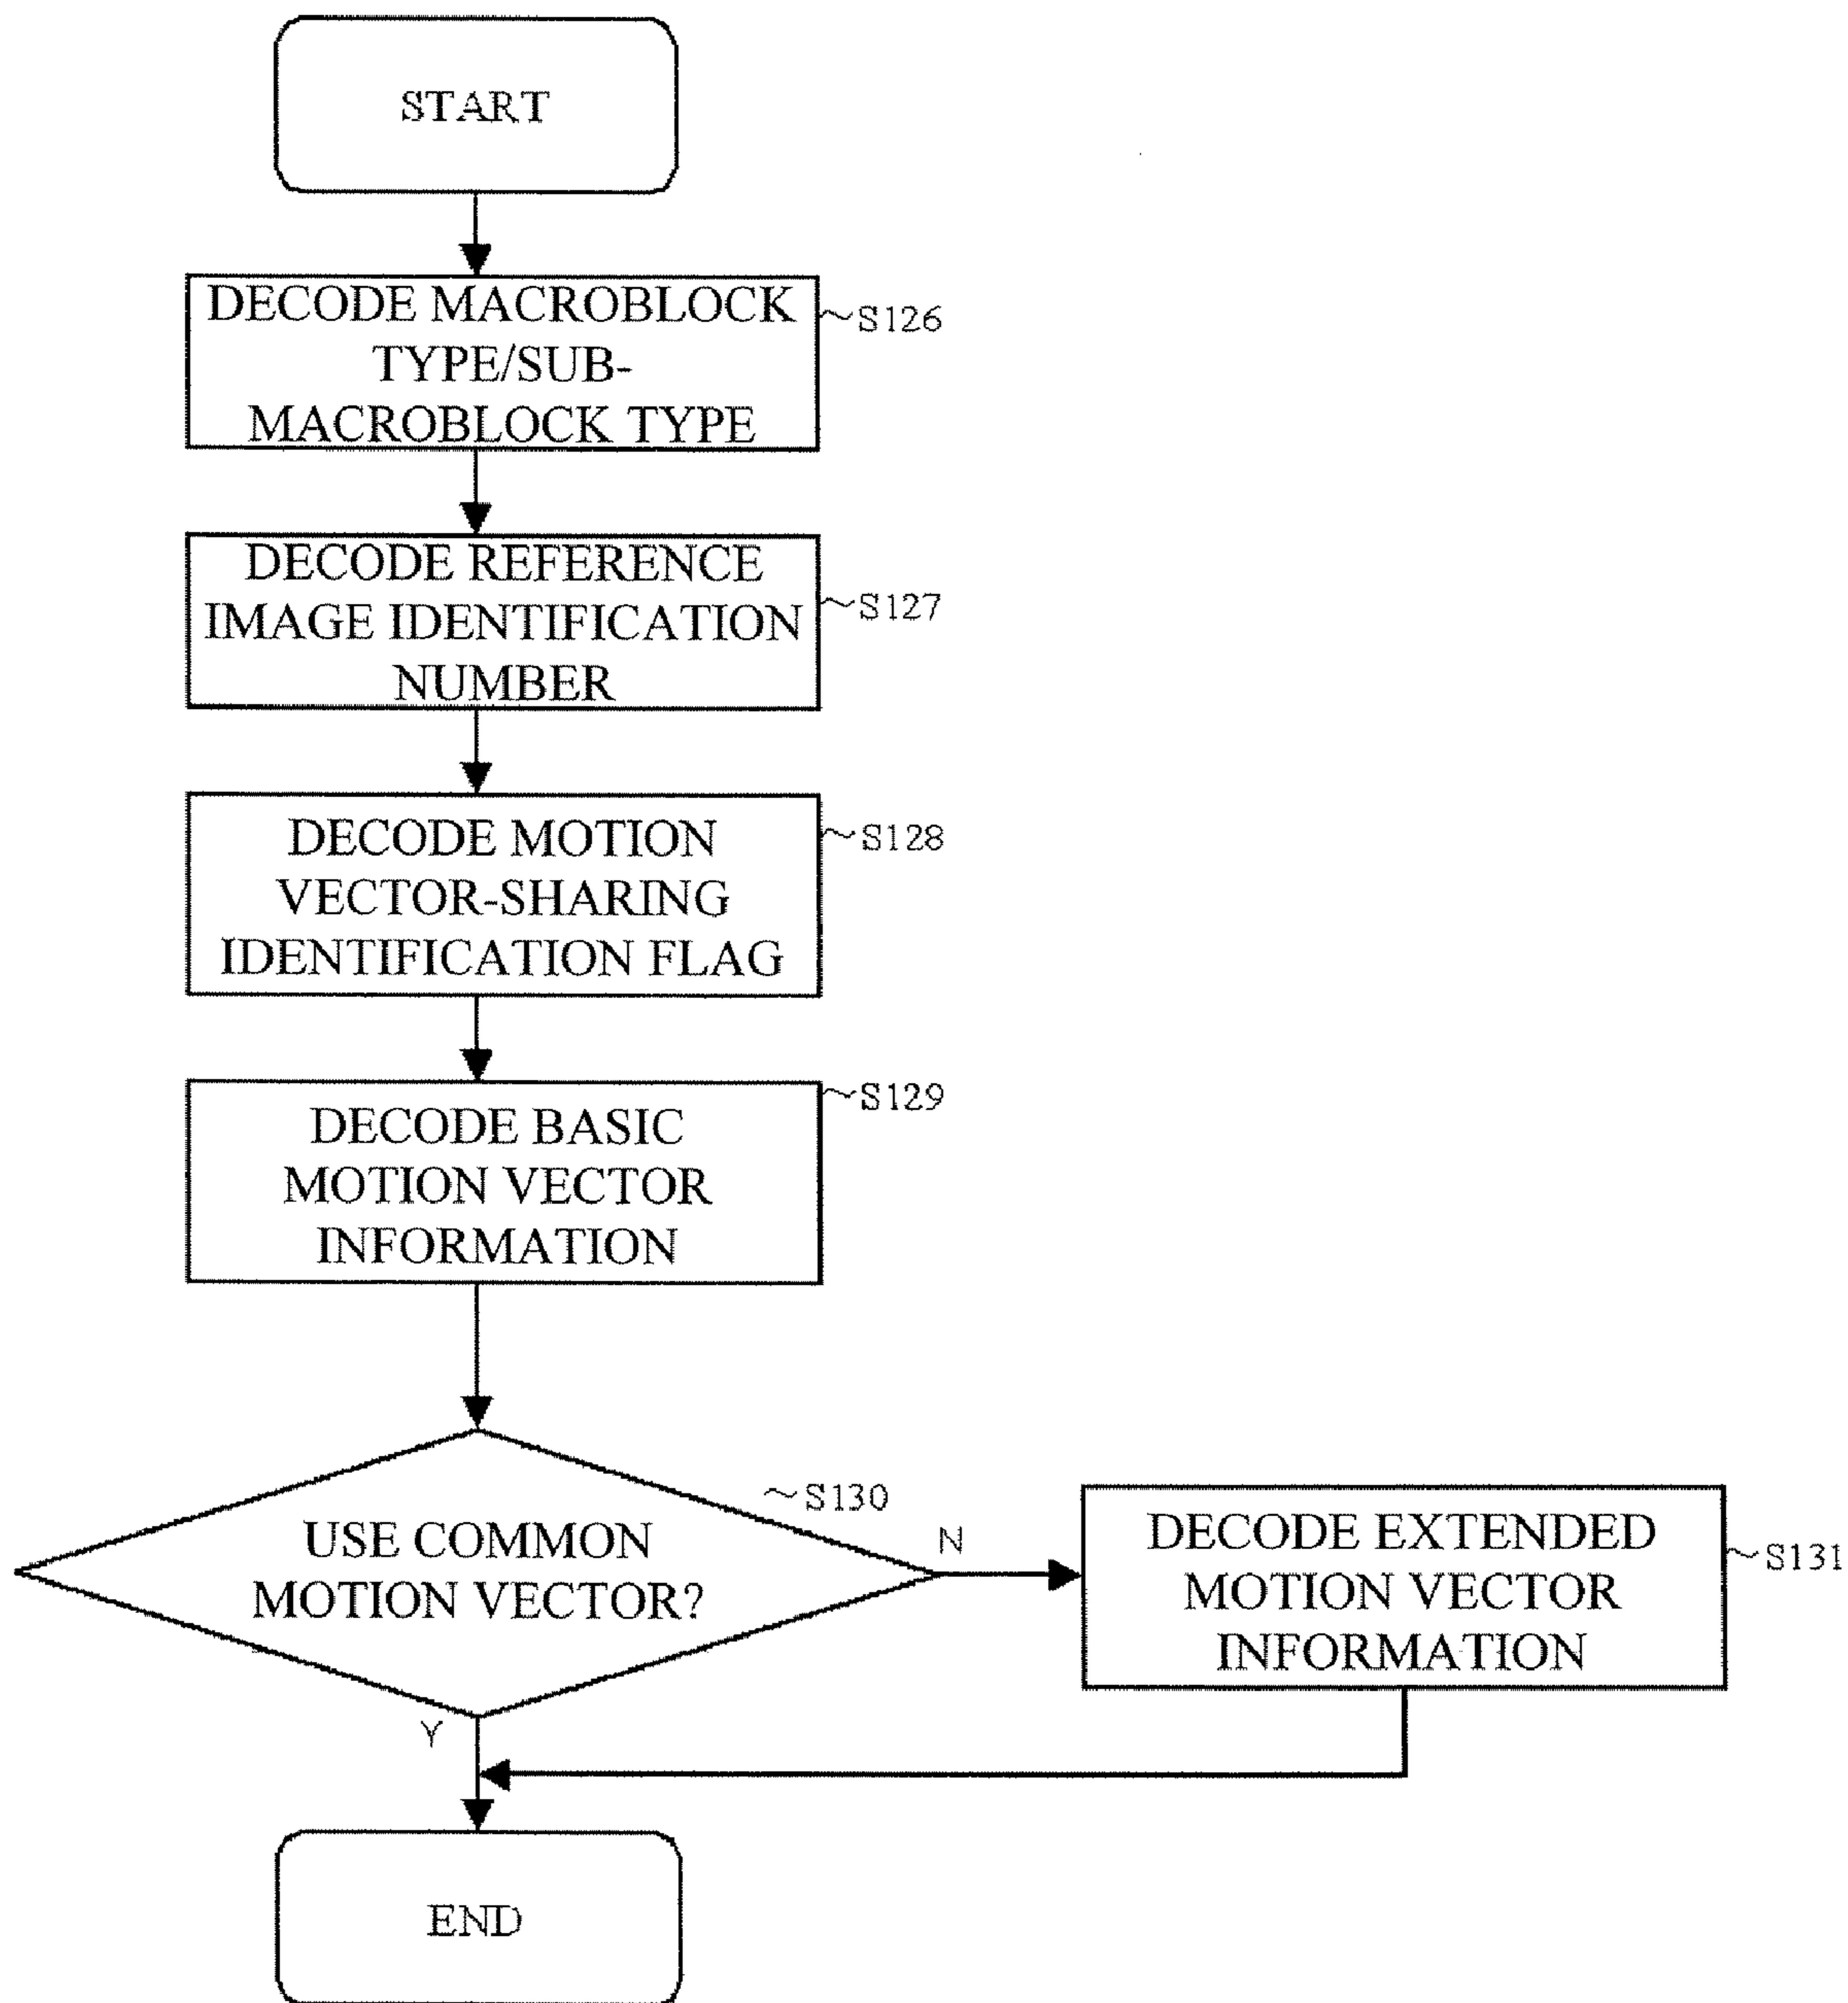 START
DECODE MACROBLOCK
TYPE/SUB-
MACROBLOCK TYPE
S126
DECODE REFERENCE
IMAGE IDENTIFICATION
NUMBER
S127
DECODE MOTION
VECTOR-SHARING
IDENTIFICATION FLAG
S128
DECODE BASIC
MOTION VECTOR
INFORMATION
S129
USE COMMON
MOTION VECTOR?
S130
N
DECODE EXTENDED
MOTION VECTOR
INFORMATION
S131
Y
END